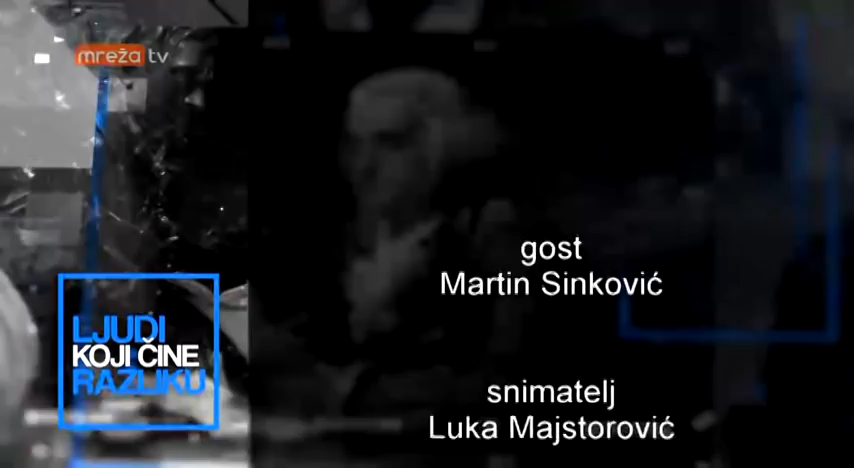 mreža tv
gost
Martin Sinković
LJUDI
KOJI ČINE
RAZLIKU
snimatelj
Luka Majstorović